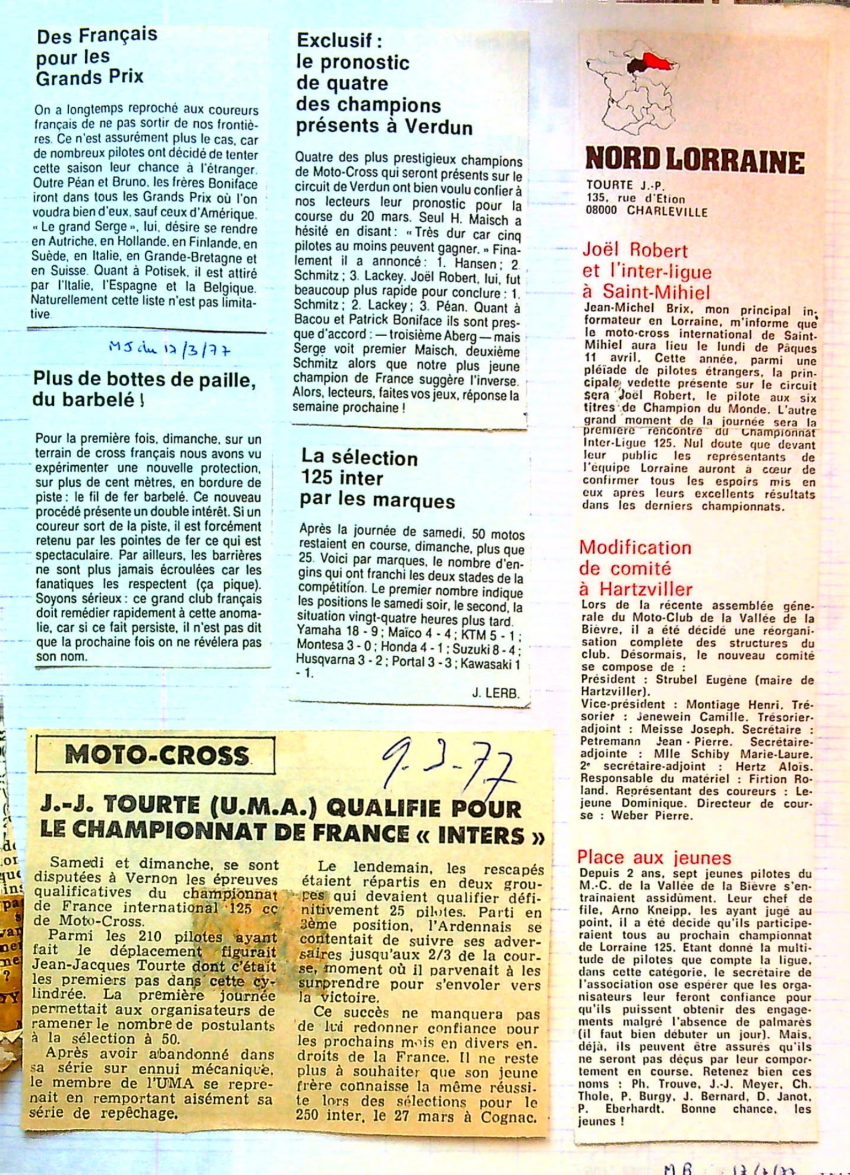 Des Français
pour les
Grands Prix
On a longtemps reproché aux coureurs
français de ne pas sortir de nos frontiè-
res. Ce n'est assurément plus le cas, car
de nombreux pilotes ont décidé de tenter
cette saison leur chance à l'étranger.
Outre Péan et Bruno, les frères Boniface
iront dans tous les Grands Prix où l'on
voudra bien d'eux, sauf ceux d'Amérique.
« Le grand Serge », lui, désire se rendre
en Autriche, en Hollande, en Finlande, en
Suède, en Italie, en Grande-Bretagne et
en Suisse. Quant à Potisek, il est attiré
par l'Italie, l'Espagne et la Belgique.
Naturellement cette liste n'est pas limita-
tive
MJ du 17/3/77
Plus de bottes de paille,
du barbelé !
Pour la première fois, dimanche, sur un
terrain de cross français nous avons vu
expérimenter une nouvelle protection,
sur plus de cent mètres, en bordure de
piste : le fil de fer barbelé. Ce nouveau
procédé présente un double intérêt. Si un
coureur sort de la piste, il est forcément
retenu par les pointes de fer ce qui est
spectaculaire. Par ailleurs, les barrières
ne sont plus jamais écroulées car les
fanatiques les respectent (ça pique).
Soyons sérieux : ce grand club français
doit remédier rapidement à cette anoma-
lie, car si ce fait persiste, il n'est pas dit
que la prochaine fois on ne révélera pas
son nom.
Exclusif :
le pronostic
de quatre
des champions
présents à Verdun
Quatre des plus prestigieux champions
de Moto-Cross qui seront présents sur le
circuit de Verdun ont bien voulu confier à
nos lecteurs leur pronostic pour la
course du 20 mars. Seul H. Maisch a
hésité en disant : « Très dur car cinq
pilotes au moins peuvent gagner. » Fina-
lement il a annoncé : 1. Hansen ; 2
Schmitz ; 3. Lackey. Joël Robert, lui, fut
beaucoup plus rapide pour conclure : 1.
Schmitz ; 2. Lackey ; 3. Péan. Quant à
Bacou et Patrick Boniface ils sont pres-
que d'accord : — troisième Aberg — mais
Serge voit premier Maisch, deuxième
Schmitz alors que notre plus jeune
champion de France suggère l'inverse.
Alors, lecteurs, faites vos jeux, réponse la
semaine prochaine !
La sélection
125 inter
par les marques
Après la journée de samedi, 50 motos
restaient en course, dimanche, plus que
25. Voici par marques, le nombre d'en-
gins qui ont franchi les deux stades de la
compétition. Le premier nombre indique
les positions le samedi soir, le second, la
situation vingt-quatre heures plus tard.
Yamaha 18 - 9 ; Maïco 4 - 4 ; KTM 5 - 1 ;
Montesa 3 - 0 ; Honda 4 - 1 ; Suzuki 8 - 4 ;
Husqvarna 3 - 2 ; Portal 3 - 3 ; Kawasaki 1
- 1.
J. LERB.
NORD LORRAINE
TOURTE J.-P.
135, rue d'Etion
08000 CHARLEVILLE
Joël Robert
et l'inter-ligue
à Saint-Mihiel
Jean-Michel Brix, mon principal in-
formateur en Lorraine, m'informe que
le moto-cross international de Saint-
Mihiel aura lieu le lundi de Pâques
11 avril. Cette année, parmi une
pléiade de pilotes étrangers, la prin-
cipale vedette présente sur le circuit
sera Joël Robert, le pilote aux six
titres de Champion du Monde. L'autre
grand moment de la journée sera la
première rencontre du Championnat
Inter-Ligue 125. Nul doute que devant
leur public les représentants de
l'équipe Lorraine auront à cœur de
confirmer tous les espoirs mis en
eux après leurs excellents résultats
dans les derniers championnats.
Modification
de comité
à Hartzviller
Lors de la récente assemblée géne-
rale du Moto-Club de la Vallée de la
Bièvre, il a été décidé une réorgani-
sation complète des structures du
club. Désormais, le nouveau comité
se compose de :
Président : Strubel Eugène (maire de
Hartzviller).
Vice-président : Montiage Henri. Tré-
sorier : Jenewein Camille. Trésorier-
adjoint : Meisse Joseph. Secrétaire :
Petremann Jean-Pierre. Secrétaire-
adjointe : Mlle Schiby Marie-Laure.
2e secrétaire-adjoint : Hertz Alois.
Responsable du matériel : Firtion Ro-
land. Représentant des coureurs : Le-
jeune Dominique. Directeur de cour-
se : Weber Pierre.
Place aux jeunes
Depuis 2 ans, sept jeunes pilotes du
M.-C. de la Vallée de la Bièvre s'en-
trainaient assidûment. Leur chef de
file, Arno Kneipp, les ayant jugé au
point, il a été décidé qu'ils participe-
raient tous au prochain championnat
de Lorraine 125. Etant donné la multi-
tude de pilotes que compte la ligue,
dans cette catégorie, le secrétaire de
l'association ose espérer que les orga-
nisateurs leur feront confiance pour
qu'ils puissent obtenir des engage-
ments malgré l'absence de palmarès
(il faut bien débuter un jour). Mais,
déjà, ils peuvent être assurés qu'ils
ne seront pas déçus par leur compor-
tement en course. Retenez bien ces
noms : Ph. Trouve, J.-J. Meyer, Ch.
Thole, P. Burgy, J. Bernard, D. Janot,
P. Eberhardt. Bonne chance, les
jeunes !
MOTO-CROSS
9-3-77
J.-J. TOURTE (U.M.A.) QUALIFIE POUR
LE CHAMPIONNAT DE FRANCE « INTERS »
Samedi et dimanche, se sont
disputées à Vernon les épreuves
qualificatives du championnat
de France international 125 cc
de Moto-Cross.
Parmi les 210 pilotes ayant
fait le déplacement figurait
Jean-Jacques Tourte dont c'était
les premiers pas dans cette cy-
lindrée. La première journée
permettait aux organisateurs de
ramener le nombre de postulants
à la sélection à 50.
Après avoir abandonné dans
sa série sur ennui mécanique,
le membre de l'UMA se repre-
nait en remportant aisément sa
série de repêchage.
Le lendemain, les rescapés
étaient répartis en deux grou-
pes qui devaient qualifier défi-
nitivement 25 pilotes. Parti en
3ème position, l'Ardennais se
contentait de suivre ses adver-
saires jusqu'aux 2/3 de la cour-
se, moment où il parvenait à les
surprendre pour s'envoler vers
la victoire.
Ce succès ne manquera pas
de lui redonner confiance pour
les prochains mois en divers en-
droits de la France. Il ne reste
plus à souhaiter que son jeune
frère connaisse la même réussi-
te lors des sélections pour le
250 inter, le 27 mars à Cognac.